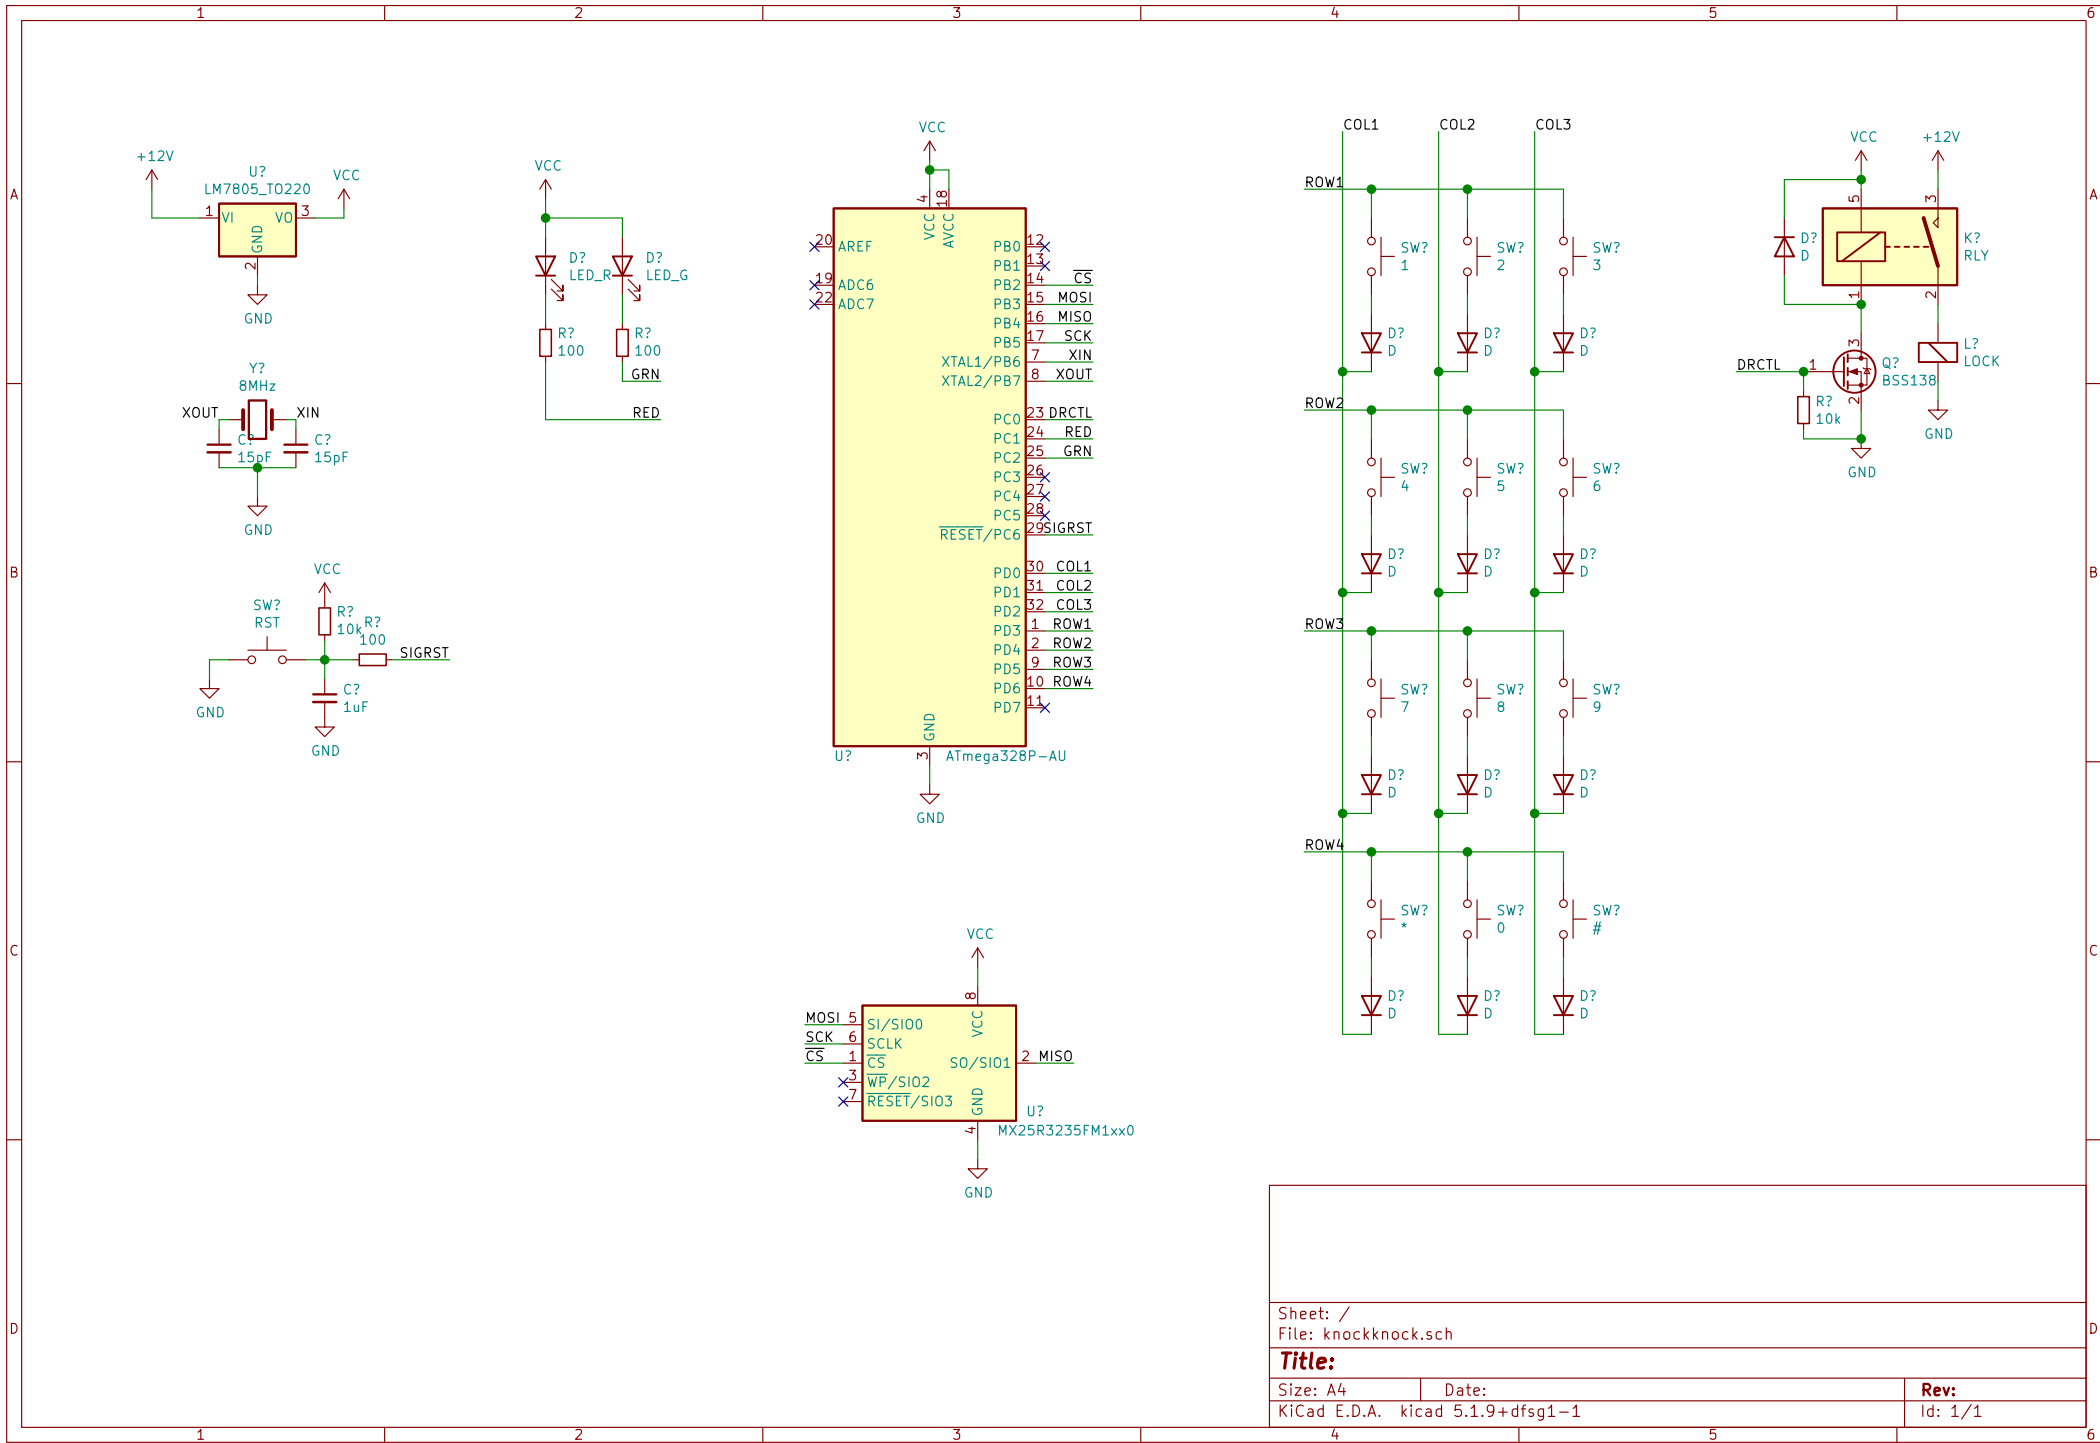 1 2 3 4 5 6
A A
B B
C C
D D
+12V
U?
LM7805_TO220
VCC
1 VI VO 3
GND
2
GND
Y?
8MHz
XOUT XIN
C?
15pF
C?
15pF
GND
VCC
SW?
RST
R?
10k
R?
100
SIGRST
GND
C?
1uF
GND
VCC
D?
LED_R
D?
LED_G
R?
100
R?
100
GRN
RED
VCC
4 18
VCC AVCC
20 AREF
19 ADC6
22 ADC7
PB0 12
PB1 13
PB2 14 CS
PB3 15 MOSI
PB4 16 MISO
PB5 17 SCK
XTAL1/PB6 7 XIN
XTAL2/PB7 8 XOUT
PC0 23 DRCTL
PC1 24 RED
PC2 25 GRN
PC3 26
PC4 27
PC5 28
RESET/PC6 29 SIGRST
PD0 30 COL1
PD1 31 COL2
PD2 32 COL3
PD3 1 ROW1
PD4 2 ROW2
PD5 9 ROW3
PD6 10 ROW4
PD7 11
GND
3
U? ATmega328P-AU
GND
VCC
8
VCC
MOSI 5 SI/SIO0
SCK 6 SCLK
CS 1 CS
3 WP/SIO2
7 RESET/SIO3
SO/SIO1 2 MISO
GND
4
U?
MX25R3235FM1xx0
GND
COL1 COL2 COL3
ROW1
SW? SW? SW?
1 2 3
D? D? D?
D D D
ROW2
SW? SW? SW?
4 5 6
D? D? D?
D D D
ROW3
SW? SW? SW?
7 8 9
D? D? D?
D D D
ROW4
SW? SW? SW?
* 0 #
D? D? D?
D D D
VCC +12V
5 3
D?
D
K?
RLY
1 2
DRCTL 1
3
Q?
BSS138
2
R?
10k
GND
L?
LOCK
GND
Sheet: /
File: knockknock.sch
Title:
Size: A4 Date: Rev:
KiCad E.D.A. kicad 5.1.9+dfsg1-1 Id: 1/1
1 2 3 4 5 6